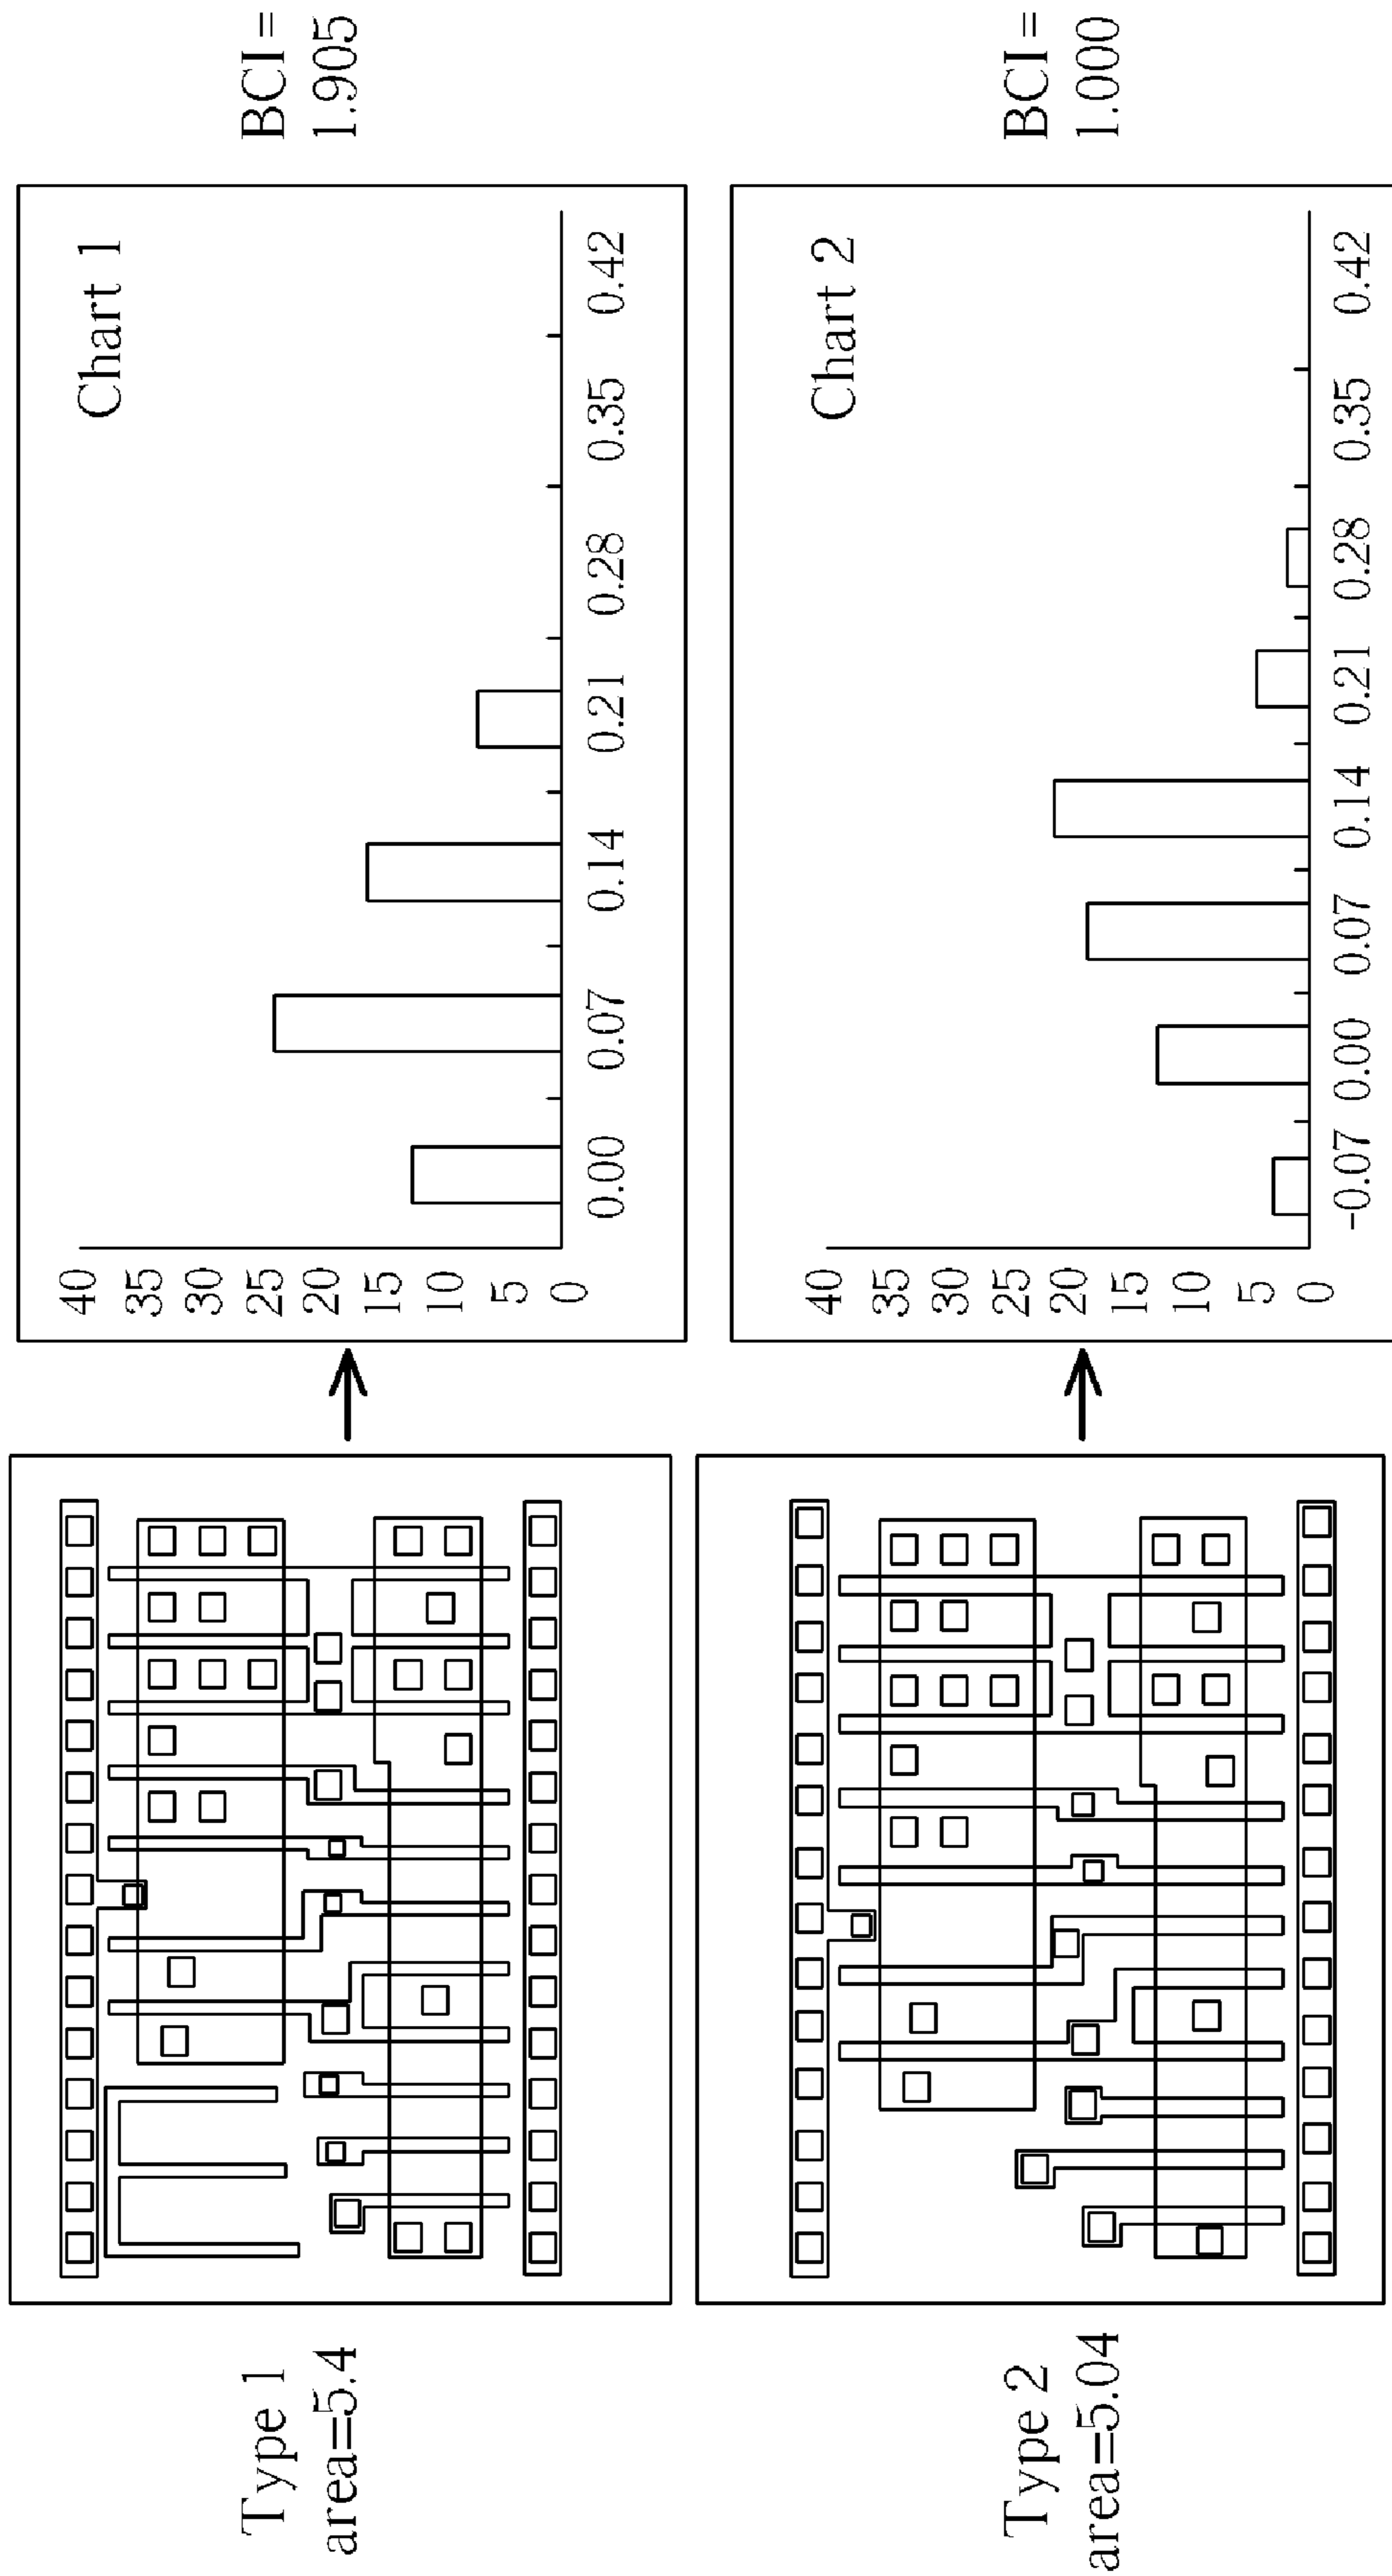 Type 1
area=5.4
Chart 1
40
35
30
25
20
15
10
5
0
0.00 0.07 0.14 0.21 0.28 0.35 0.42
BCI=
1.905
Type 2
area=5.04
Chart 2
40
35
30
25
20
15
10
5
0
-0.07 0.00 0.07 0.14 0.21 0.28 0.35 0.42
BCI=
1.000